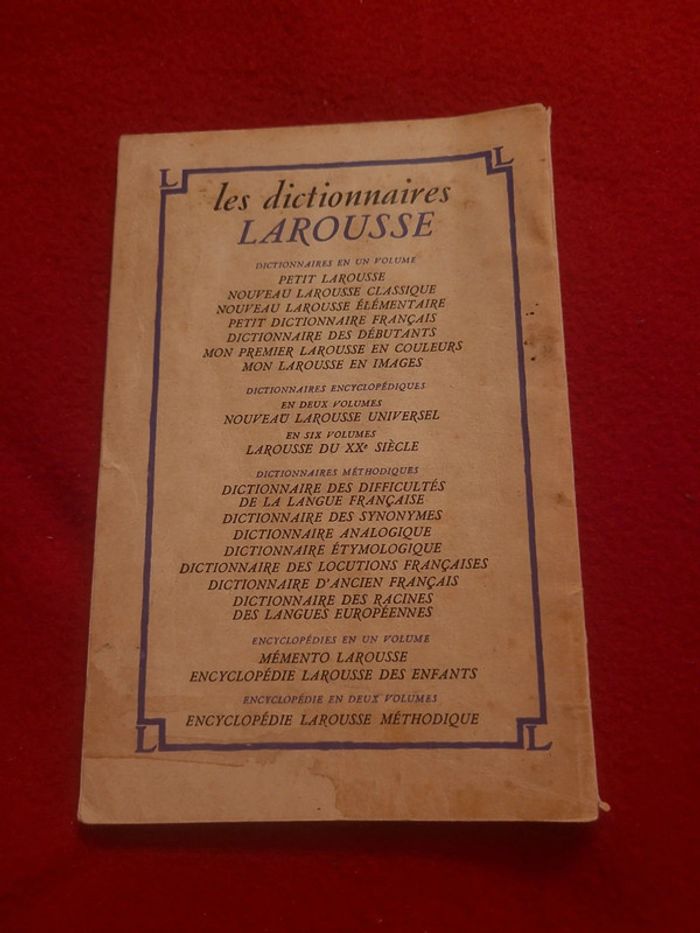 L L
les dictionnaires
LAROUSSE
DICTIONNAIRES EN UN VOLUME
PETIT LAROUSSE
NOUVEAU LAROUSSE CLASSIQUE
NOUVEAU LAROUSSE ÉLÉMENTAIRE
PETIT DICTIONNAIRE FRANÇAIS
DICTIONNAIRE DES DÉBUTANTS
MON PREMIER LAROUSSE EN COULEURS
MON LAROUSSE EN IMAGES
DICTIONNAIRES ENCYCLOPÉDIQUES
EN DEUX VOLUMES
NOUVEAU LAROUSSE UNIVERSEL
EN SIX VOLUMES
LAROUSSE DU XXe SIÈCLE
DICTIONNAIRES MÉTHODIQUES
DICTIONNAIRE DES DIFFICULTÉS
DE LA LANGUE FRANÇAISE
DICTIONNAIRE DES SYNONYMES
DICTIONNAIRE ANALOGIQUE
DICTIONNAIRE ÉTYMOLOGIQUE
DICTIONNAIRE DES LOCUTIONS FRANÇAISES
DICTIONNAIRE D'ANCIEN FRANÇAIS
DICTIONNAIRE DES RACINES
DES LANGUES EUROPÉENNES
ENCYCLOPÉDIES EN UN VOLUME
MÉMENTO LAROUSSE
ENCYCLOPÉDIE LAROUSSE DES ENFANTS
ENCYCLOPÉDIE EN DEUX VOLUMES
ENCYCLOPÉDIE LAROUSSE MÉTHODIQUE
L L